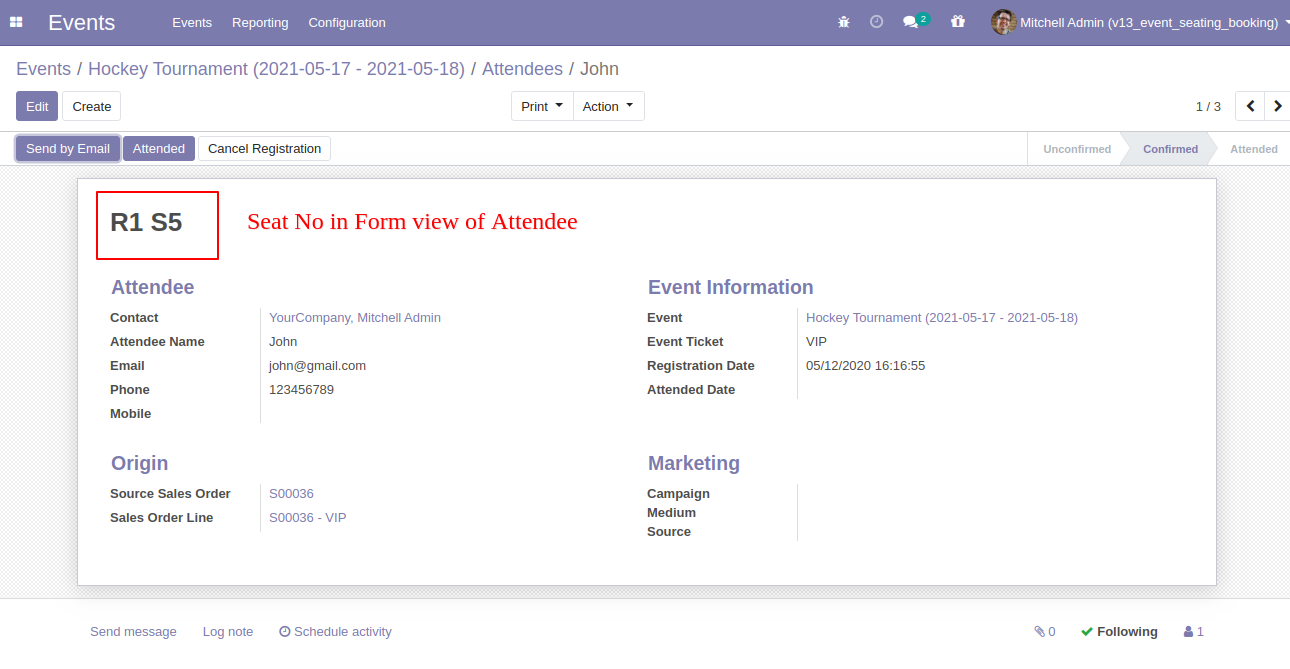 Events Events Reporting Configuration 2 Mitchell Admin (v13_event_seating_booking)
Events / Hockey Tournament (2021-05-17 - 2021-05-18) / Attendees / John
Edit Create Print Action 1 / 3
Send by Email Attended Cancel Registration Unconfirmed Confirmed Attended
R1 S5 Seat No in Form view of Attendee
Attendee Event Information
Contact YourCompany, Mitchell Admin Event Hockey Tournament (2021-05-17 - 2021-05-18)
Attendee Name John Event Ticket VIP
Email john@gmail.com Registration Date 05/12/2020 16:16:55
Phone 123456789 Attended Date
Mobile
Origin Marketing
Source Sales Order S00036 Campaign
Medium
Sales Order Line S00036 - VIP
Source
Send message Log note Schedule activity 0 Following 1